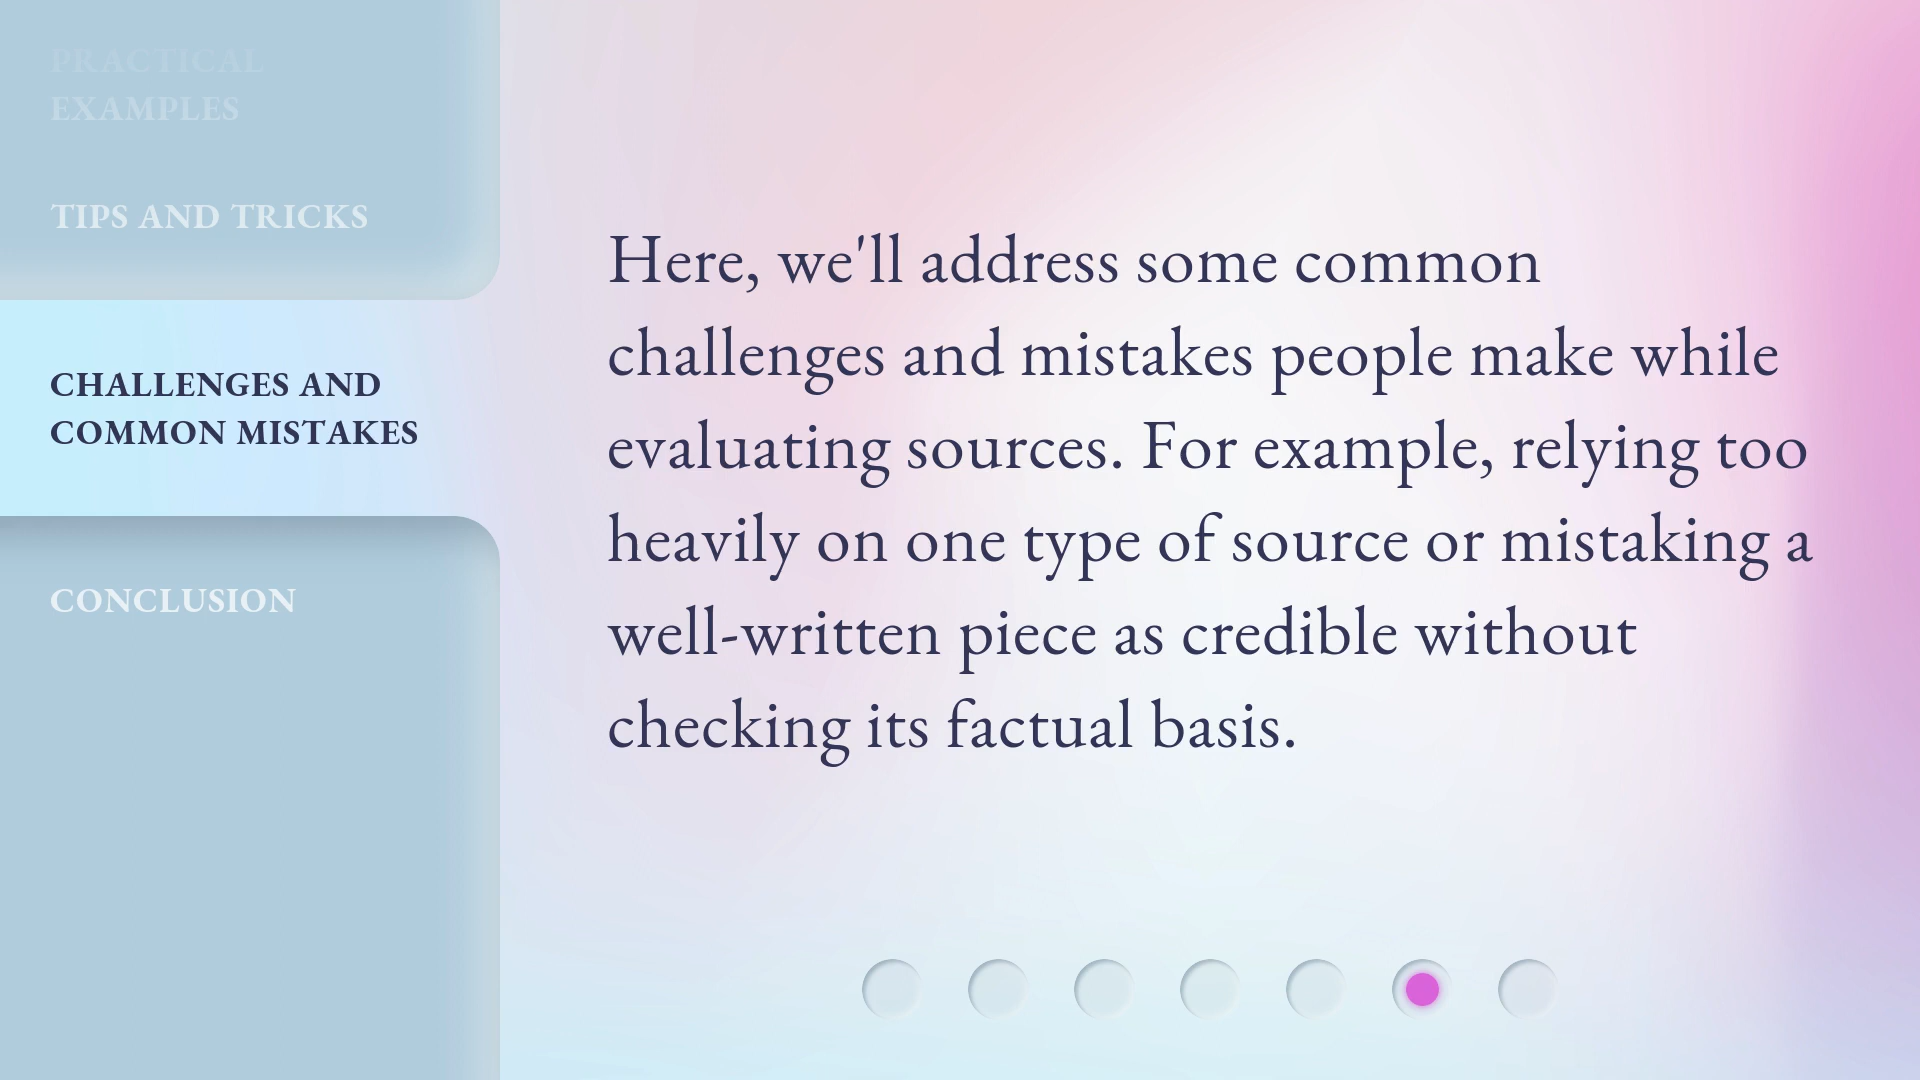 PRACTICAL
EXAMPLES
TIPS AND TRICKS
CHALLENGES AND
COMMON MISTAKES
CONCLUSION
Here, we'll address some common
challenges and mistakes people make while
evaluating sources. For example, relying too
heavily on one type of source or mistaking a
well-written piece as credible without
checking its factual basis.